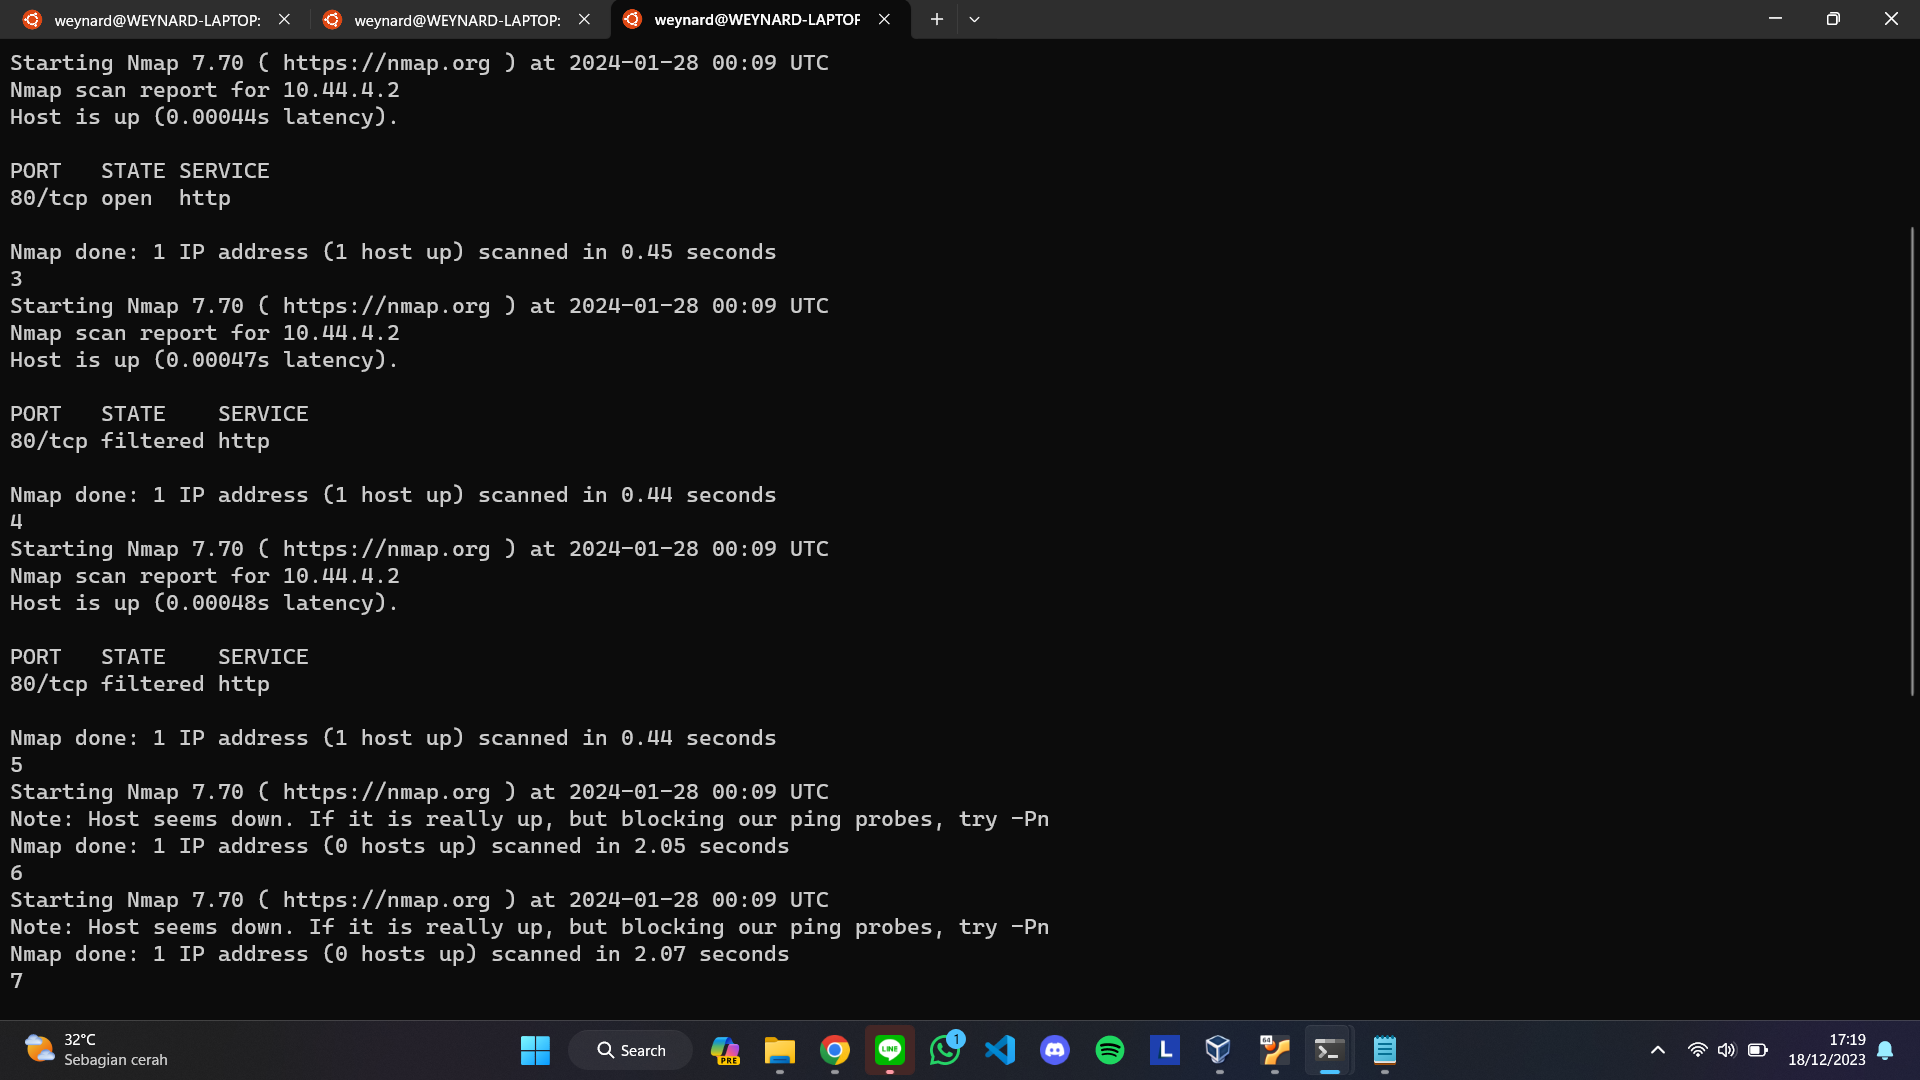 weynard@WEYNARD-LAPTOP:
weynard@WEYNARD-LAPTOP:
weynard@WEYNARD-LAPTOP
Starting Nmap 7.70 ( https://nmap.org ) at 2024-01-28 00:09 UTC
Nmap scan report for 10.44.4.2
Host is up (0.00044s latency).
PORT   STATE SERVICE
80/tcp open  http
Nmap done: 1 IP address (1 host up) scanned in 0.45 seconds
3
Starting Nmap 7.70 ( https://nmap.org ) at 2024-01-28 00:09 UTC
Nmap scan report for 10.44.4.2
Host is up (0.00047s latency).
PORT   STATE    SERVICE
80/tcp filtered http
Nmap done: 1 IP address (1 host up) scanned in 0.44 seconds
4
Starting Nmap 7.70 ( https://nmap.org ) at 2024-01-28 00:09 UTC
Nmap scan report for 10.44.4.2
Host is up (0.00048s latency).
PORT   STATE    SERVICE
80/tcp filtered http
Nmap done: 1 IP address (1 host up) scanned in 0.44 seconds
5
Starting Nmap 7.70 ( https://nmap.org ) at 2024-01-28 00:09 UTC
Note: Host seems down. If it is really up, but blocking our ping probes, try -Pn
Nmap done: 1 IP address (0 hosts up) scanned in 2.05 seconds
6
Starting Nmap 7.70 ( https://nmap.org ) at 2024-01-28 00:09 UTC
Note: Host seems down. If it is really up, but blocking our ping probes, try -Pn
Nmap done: 1 IP address (0 hosts up) scanned in 2.07 seconds
7
32°C
Sebagian cerah
Search
PRE
LINE
1
L
64
17:19
18/12/2023